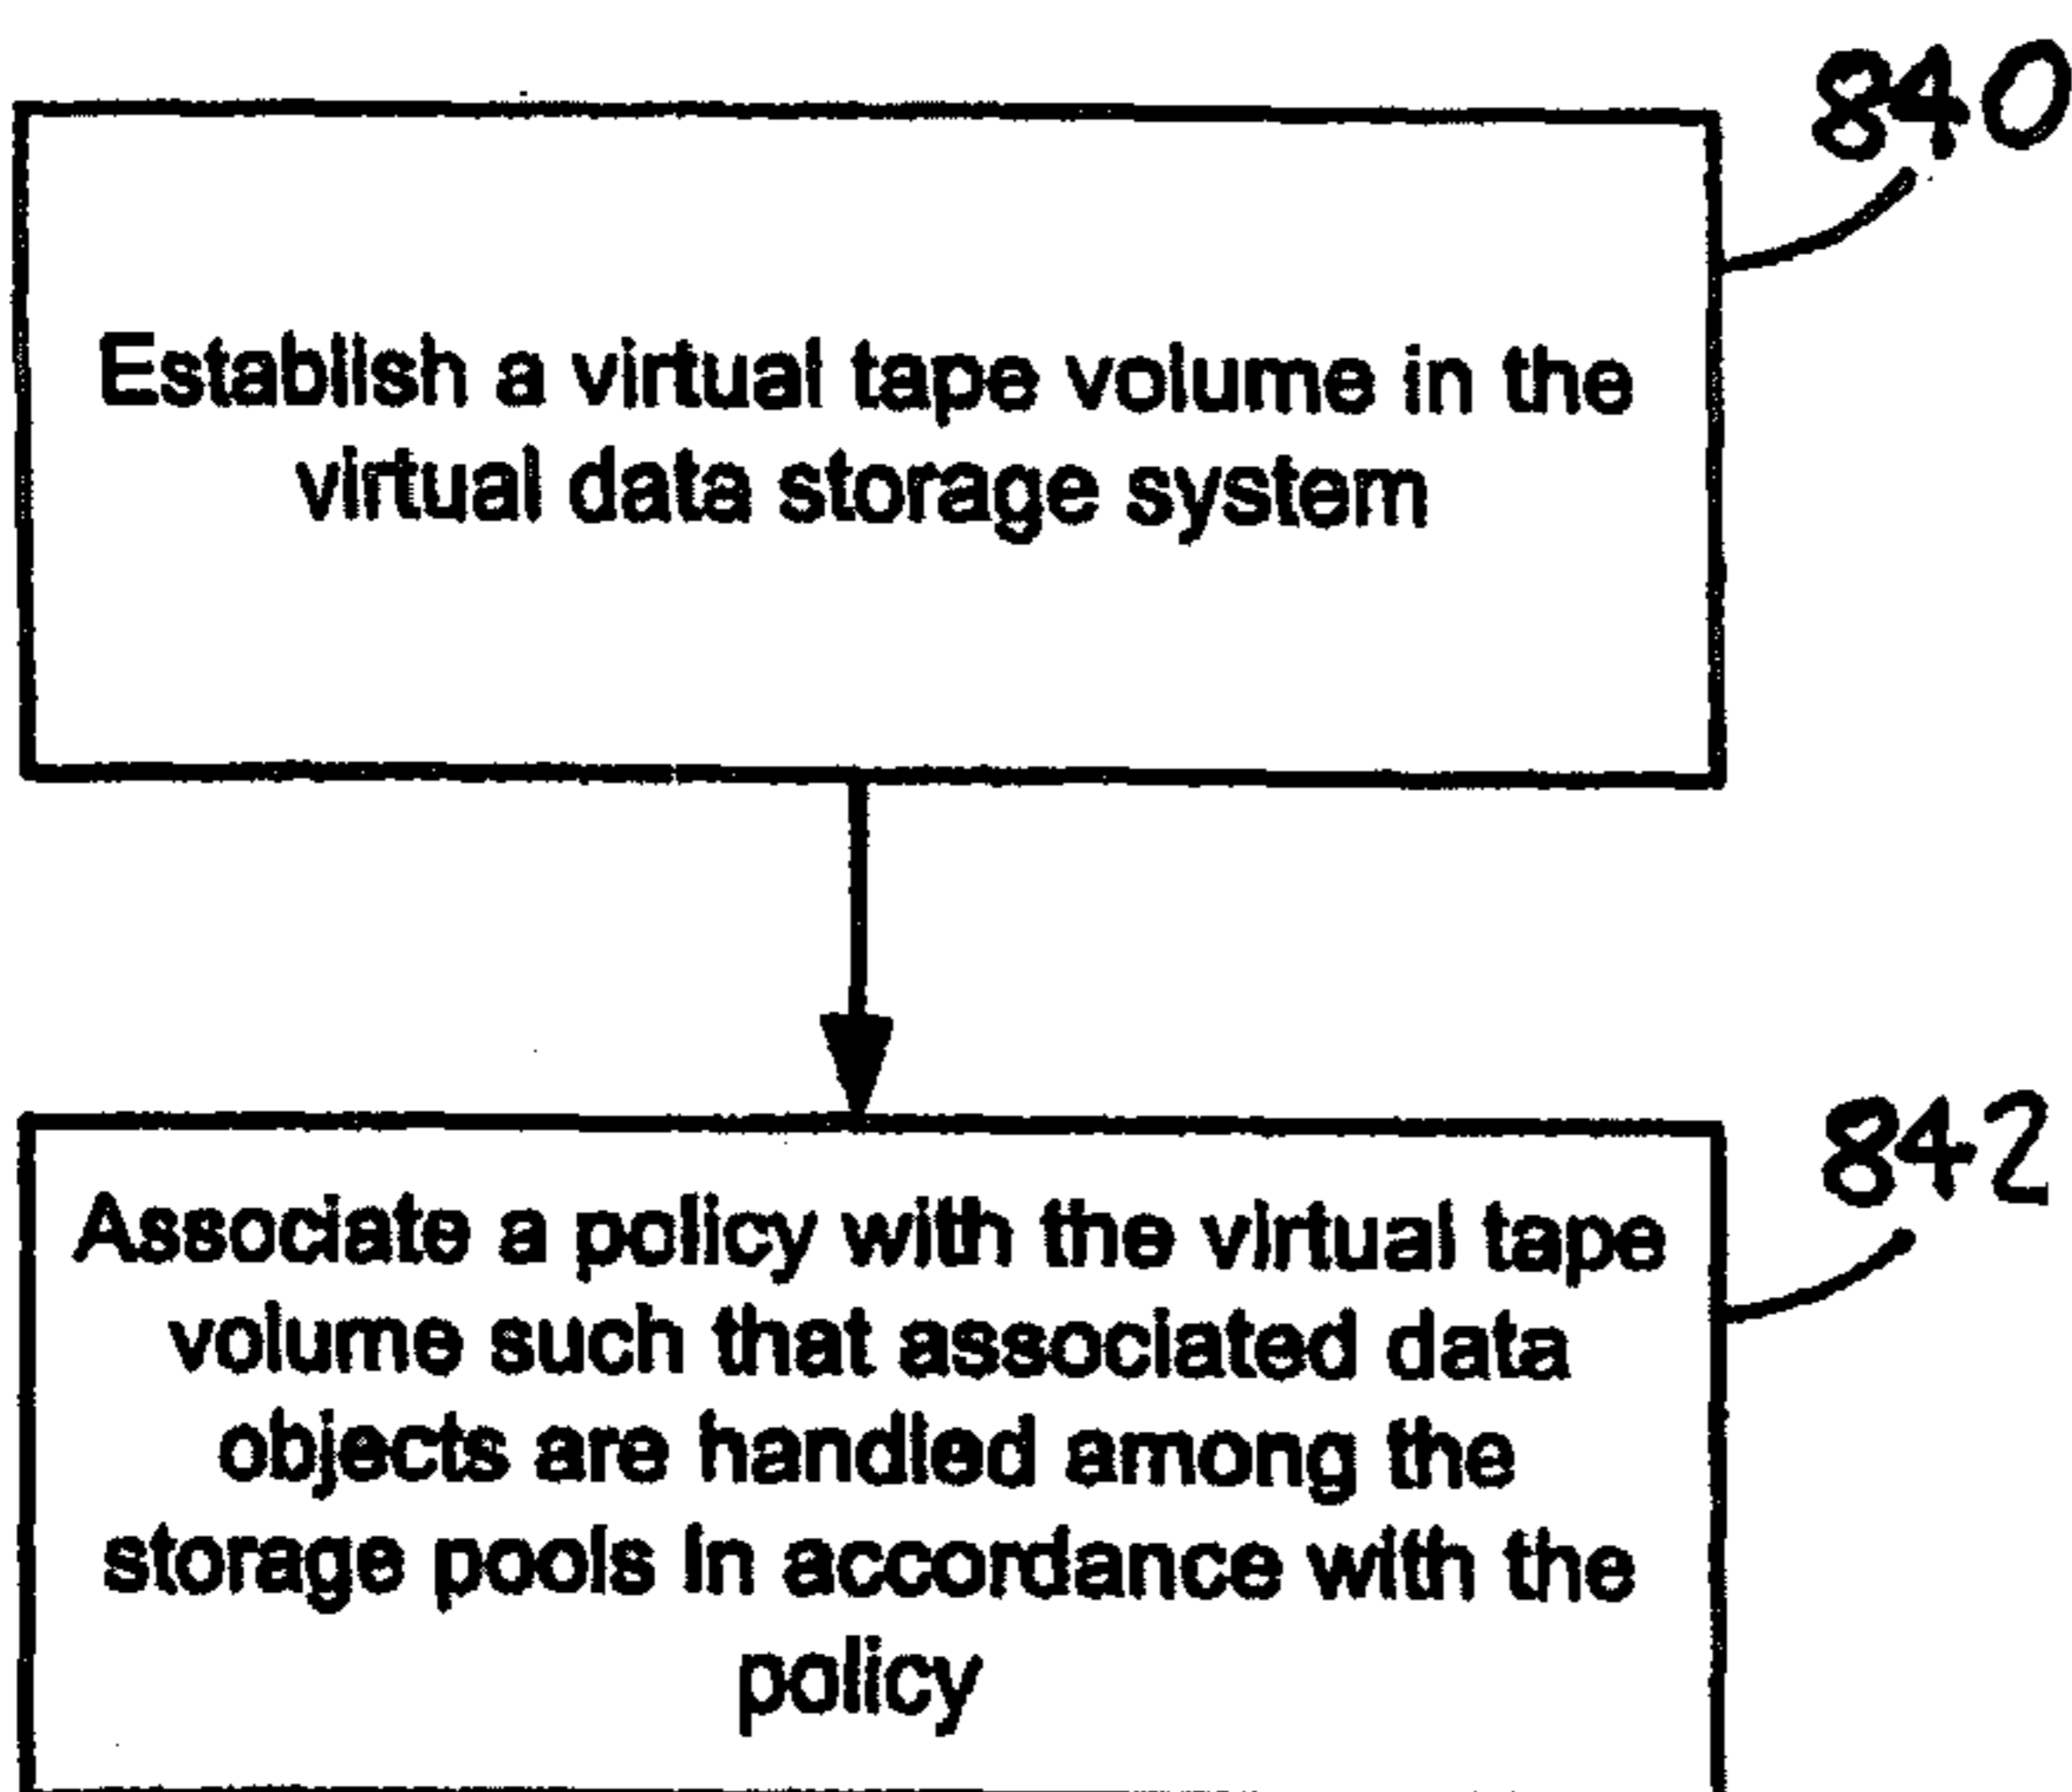 840
Establish a virtual tape volume in the
virtual data storage system
842
Associate a policy with the virtual tape
volume such that associated data
objects are handled among the
storage pools in accordance with the
policy